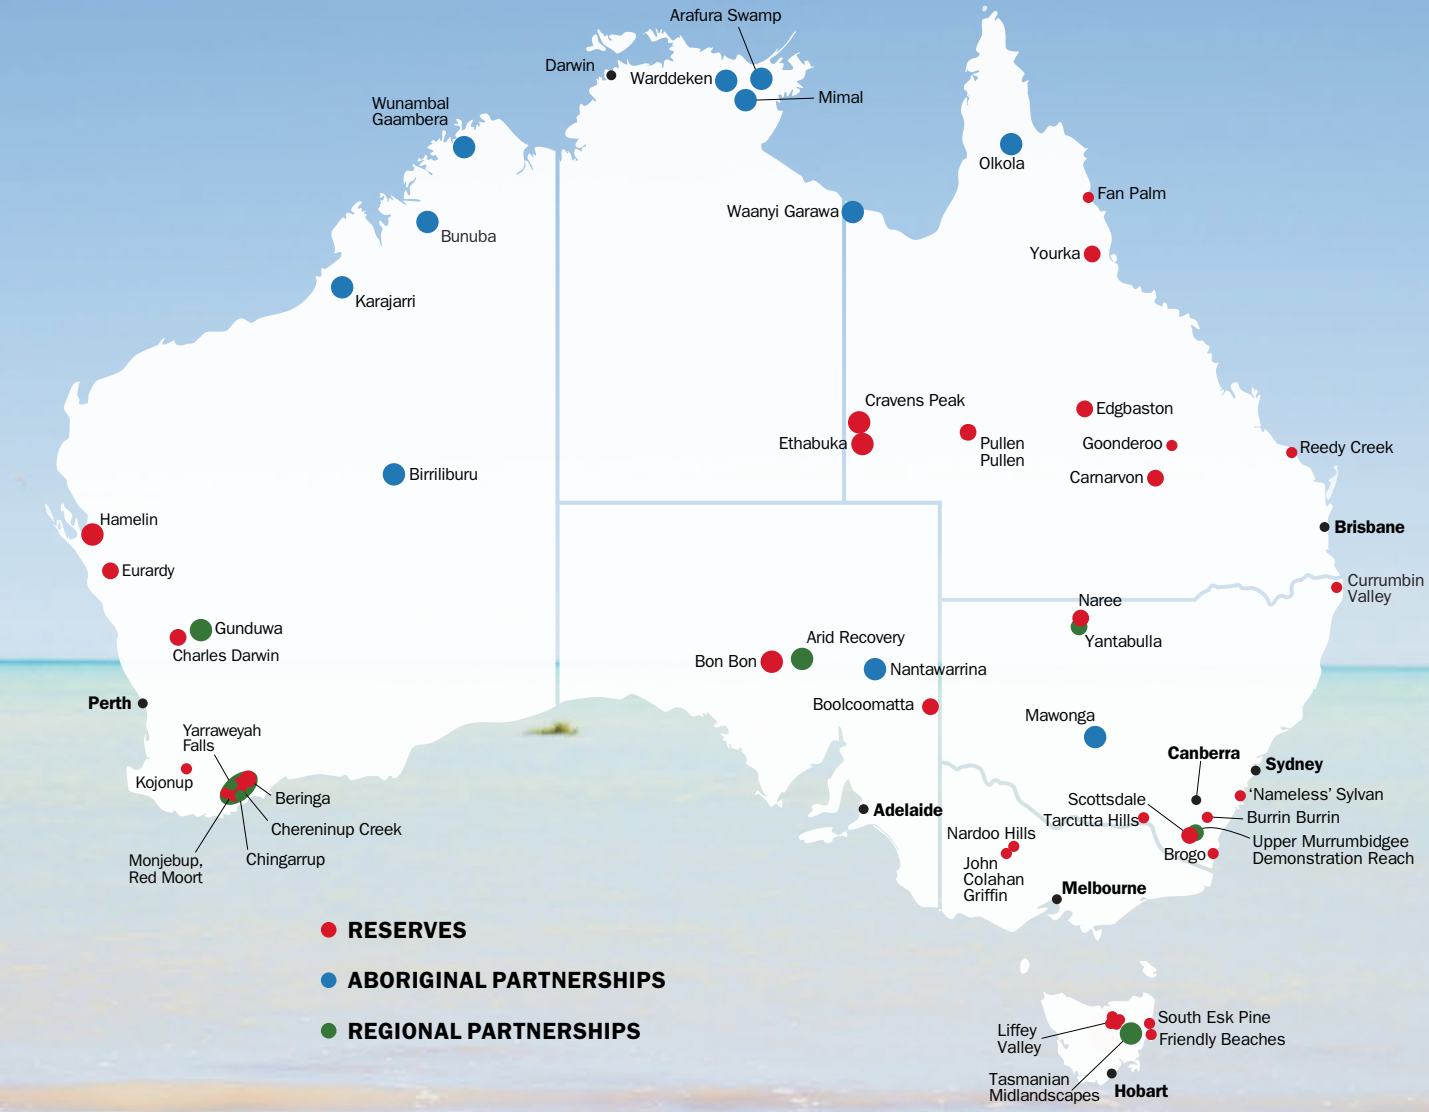 Arafura Swamp
Darwin
Warddeken
Mimal
Wunambal
Gaambera
Olkola
Fan Palm
Waanyi Garawa
Bunuba
Yourka
Karajarri
Cravens Peak
Edgbaston
Ethabuka
Pullen
Pullen
Goonderoo
Reedy Creek
Carnarvon
Birriliburu
Hamelin
Brisbane
Eurardy
Currumbin
Valley
Naree
Gunduwa
Arid Recovery
Yantabulla
Charles Darwin
Bon Bon
Nantawarrina
Perth
Boolcoomatta
Mawonga
Yarraweyah
Falls
Canberra
Sydney
Kojonup
Beringa
Scottsdale
‘Nameless’ Sylvan
Adelaide
Tarcutta Hills
Burrin Burrin
Chereninup Creek
Nardoo Hills
Upper Murrumbidgee
Demonstration Reach
Brogo
Chingarrup
Monjebup,
Red Moort
John
Colahan
Griffin
Melbourne
RESERVES
ABORIGINAL PARTNERSHIPS
REGIONAL PARTNERSHIPS
South Esk Pine
Liffey
Valley
Friendly Beaches
Tasmanian
Midlandscapes
Hobart